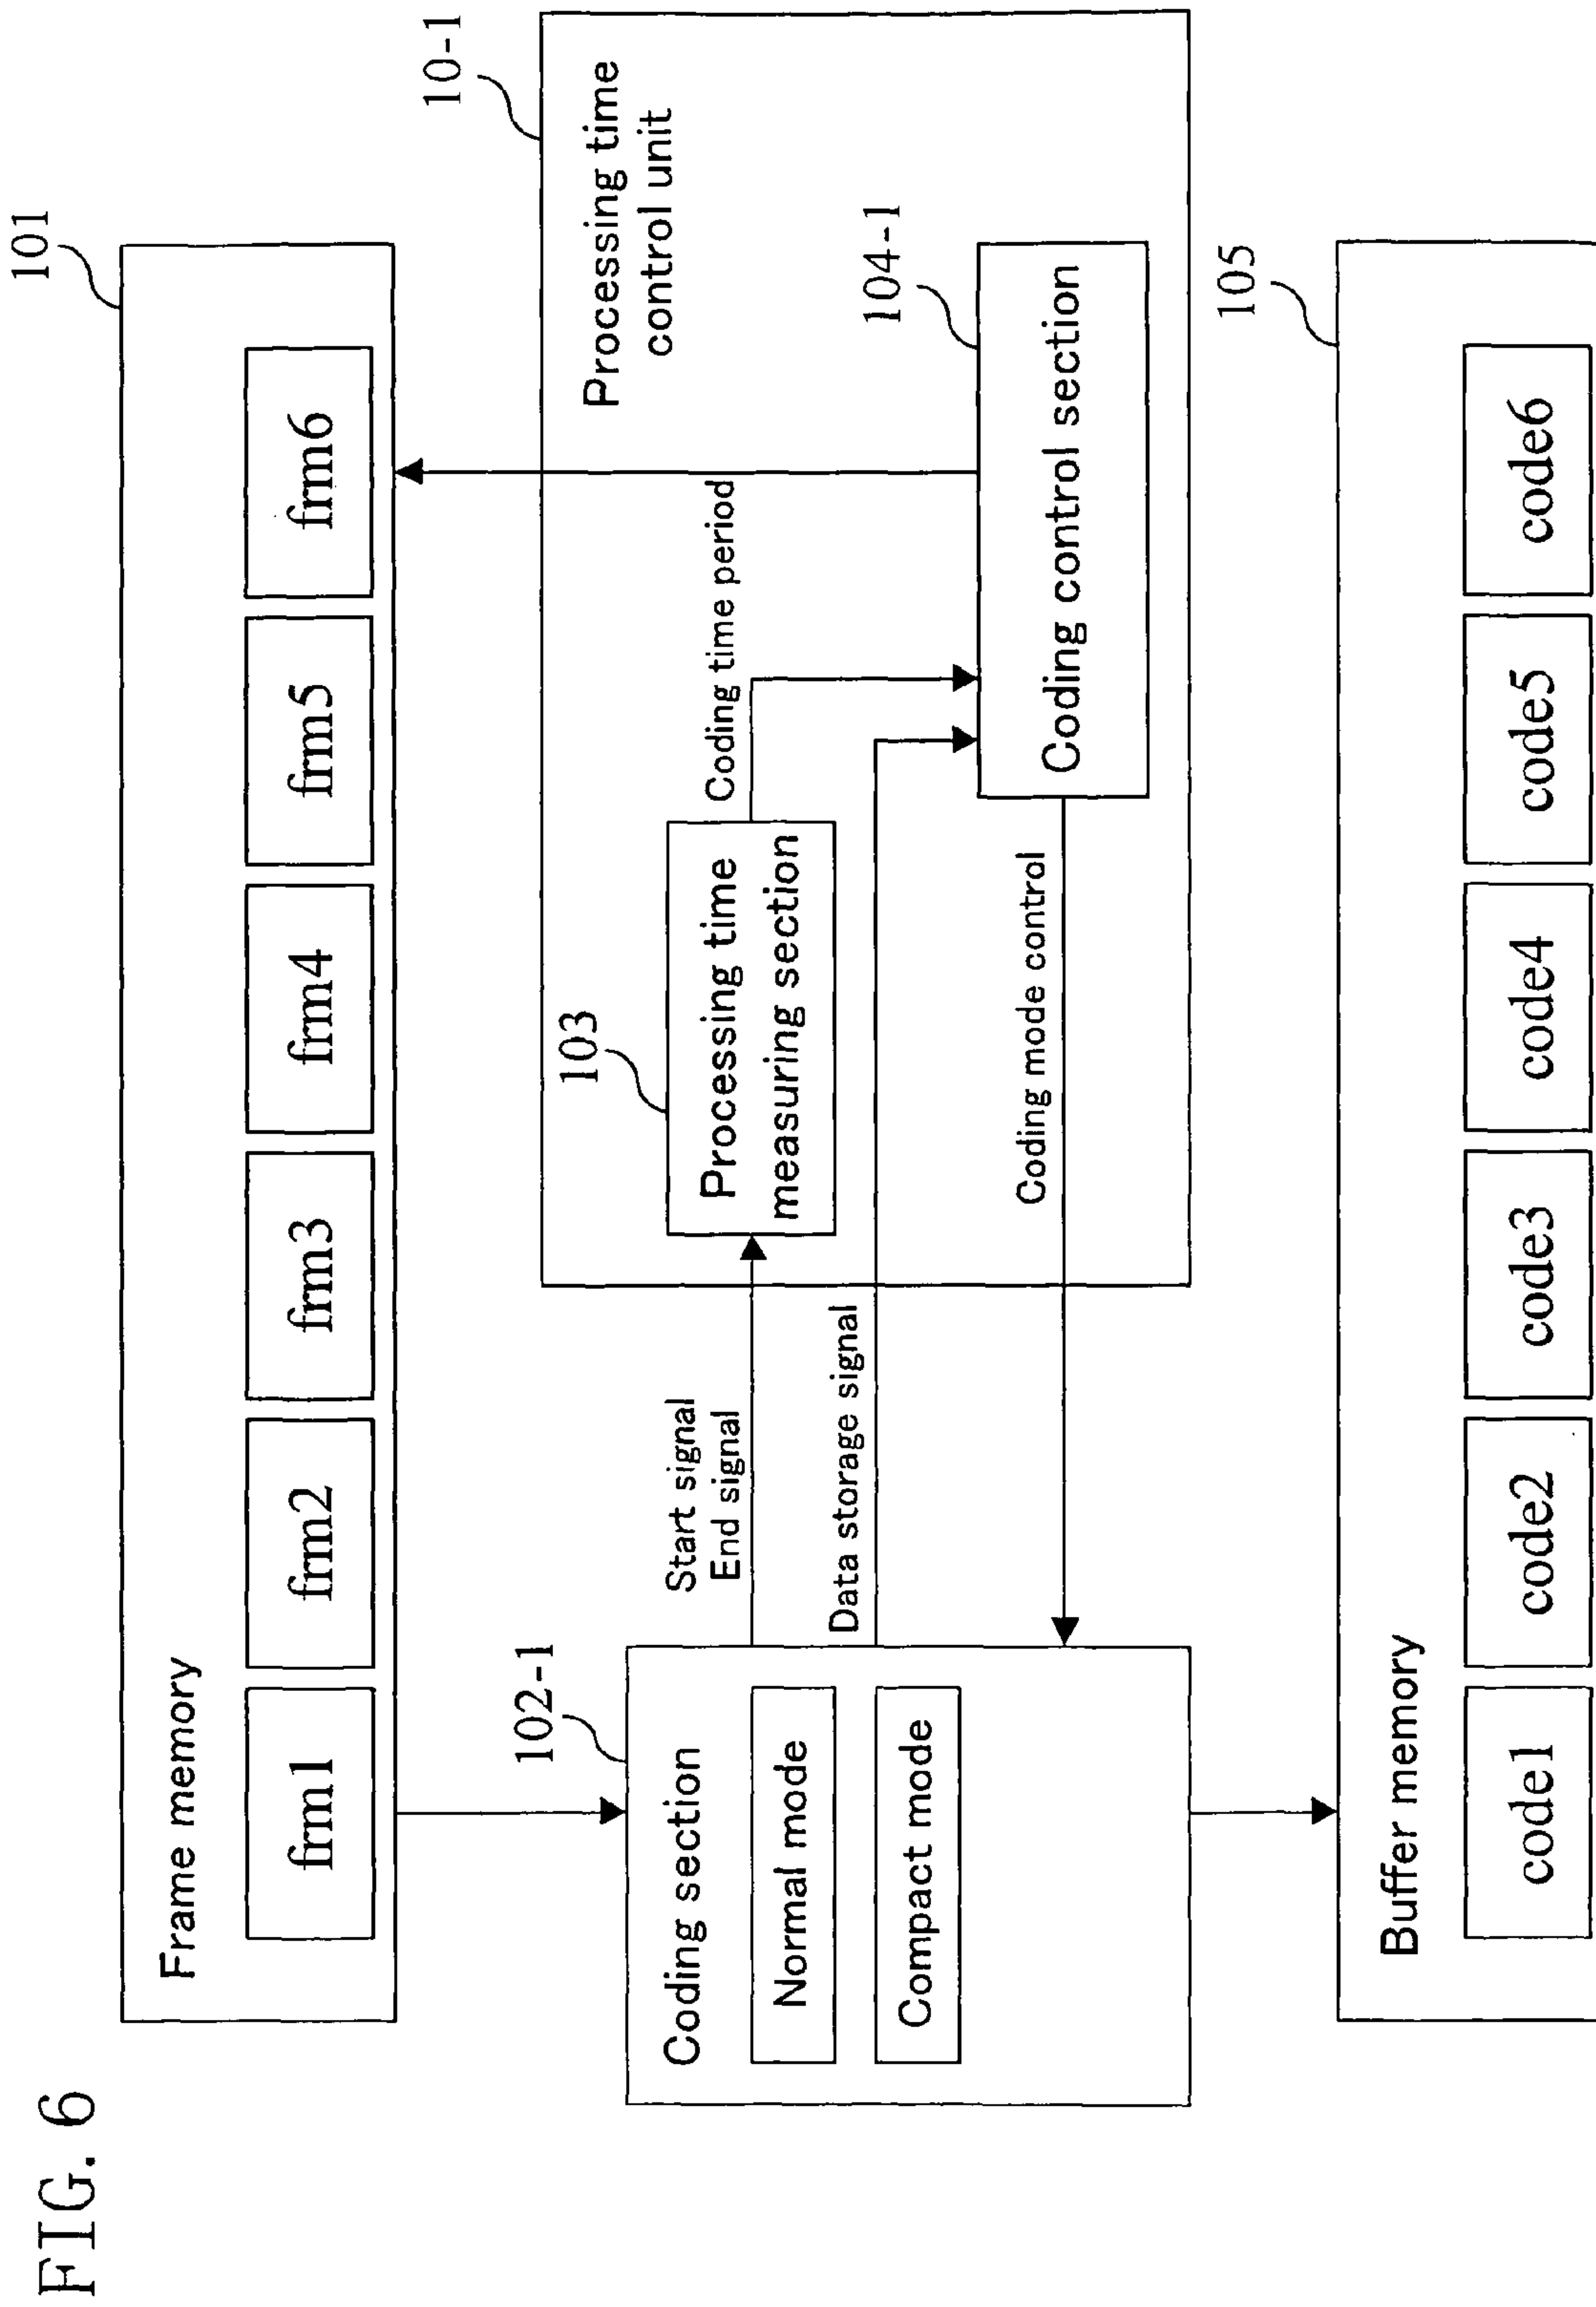 FIG. 6
101
Frame memory
frm1
frm2
frm3
frm4
frm5
frm6
102-1
Coding section
Normal mode
Compact mode
Start signal
End signal
Data storage signal
10-1
Processing time
control unit
103
Processing time
measuring section
Coding time period
104-1
Coding control section
Coding mode control
105
Buffer memory
code1
code2
code3
code4
code5
code6